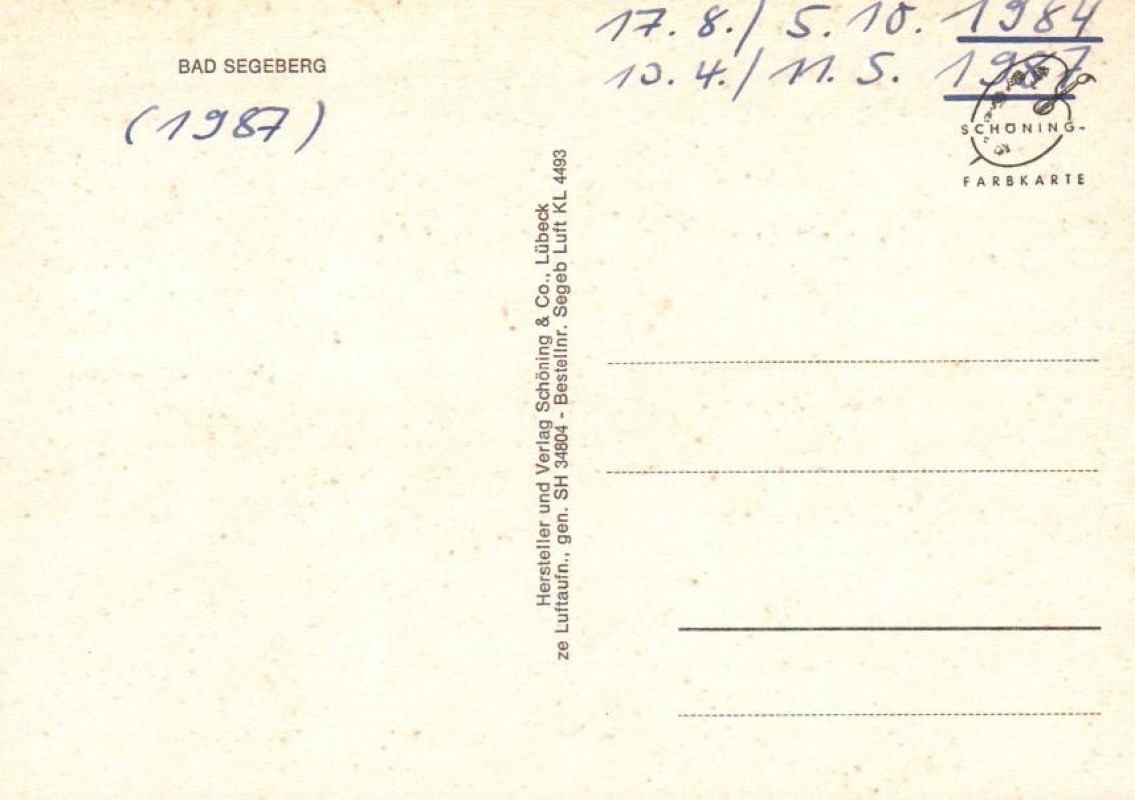 BAD SEGEBERG
(1987)
17. 8. / 5. 10. 1984
10. 4. / 11. 5. 1987
SCHÖNING-
FARBKARTE
Hersteller und Verlag Schöning & Co., Lübeck
ze Luftaufn., gen. SH 34804 - Bestellnr. Segeb Luft KL 4493